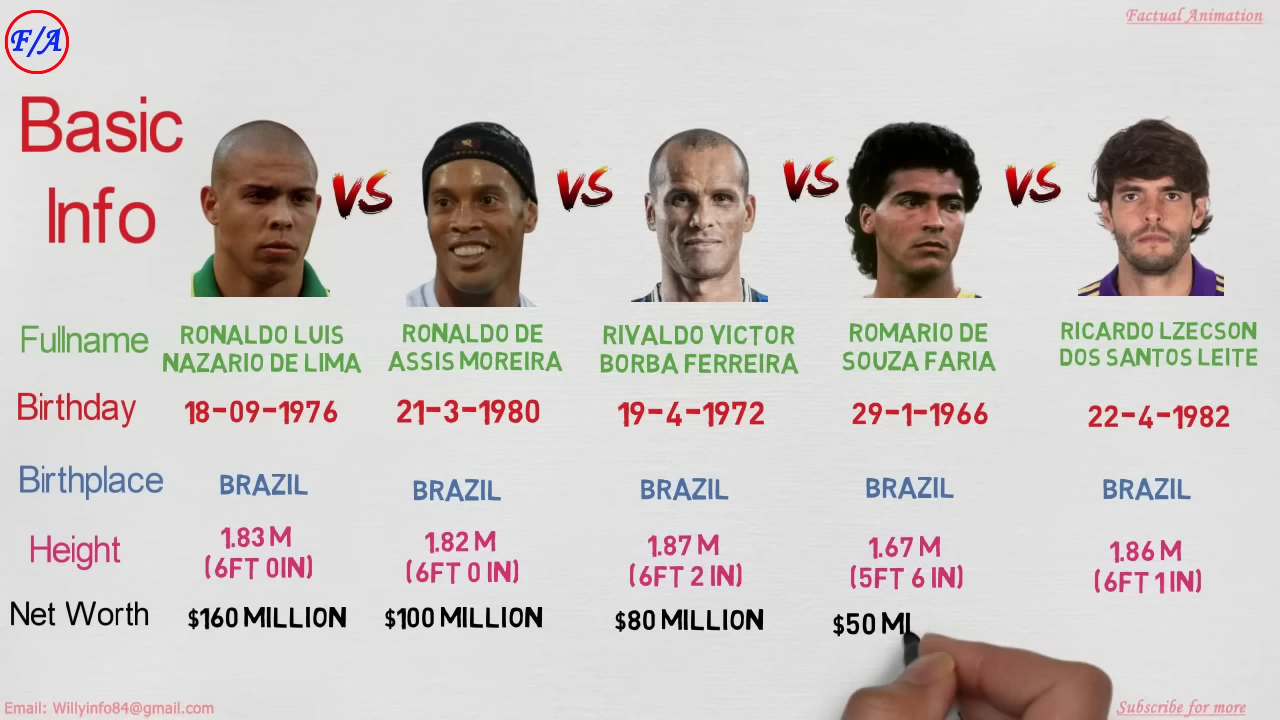 F/A
Factual Animation
Basic
Info
VS VS VS VS
Fullname
RONALDO LUIS
NAZARIO DE LIMA
RONALDO DE
ASSIS MOREIRA
RIVALDO VICTOR
BORBA FERREIRA
ROMARIO DE
SOUZA FARIA
RICARDO LZECSON
DOS SANTOS LEITE
Birthday
18-09-1976
21-3-1980
19-4-1972
29-1-1966
22-4-1982
Birthplace
BRAZIL
BRAZIL
BRAZIL
BRAZIL
BRAZIL
Height
1.83 M
(6FT 0IN)
1.82 M
(6FT 0 IN)
1.87 M
(6FT 2 IN)
1.67 M
(5FT 6 IN)
1.86 M
(6FT 1 IN)
Net Worth
$160 MILLION
$100 MILLION
$80 MILLION
$50 MI
Email: Willyinfo84@gmail.com
Subscribe for more